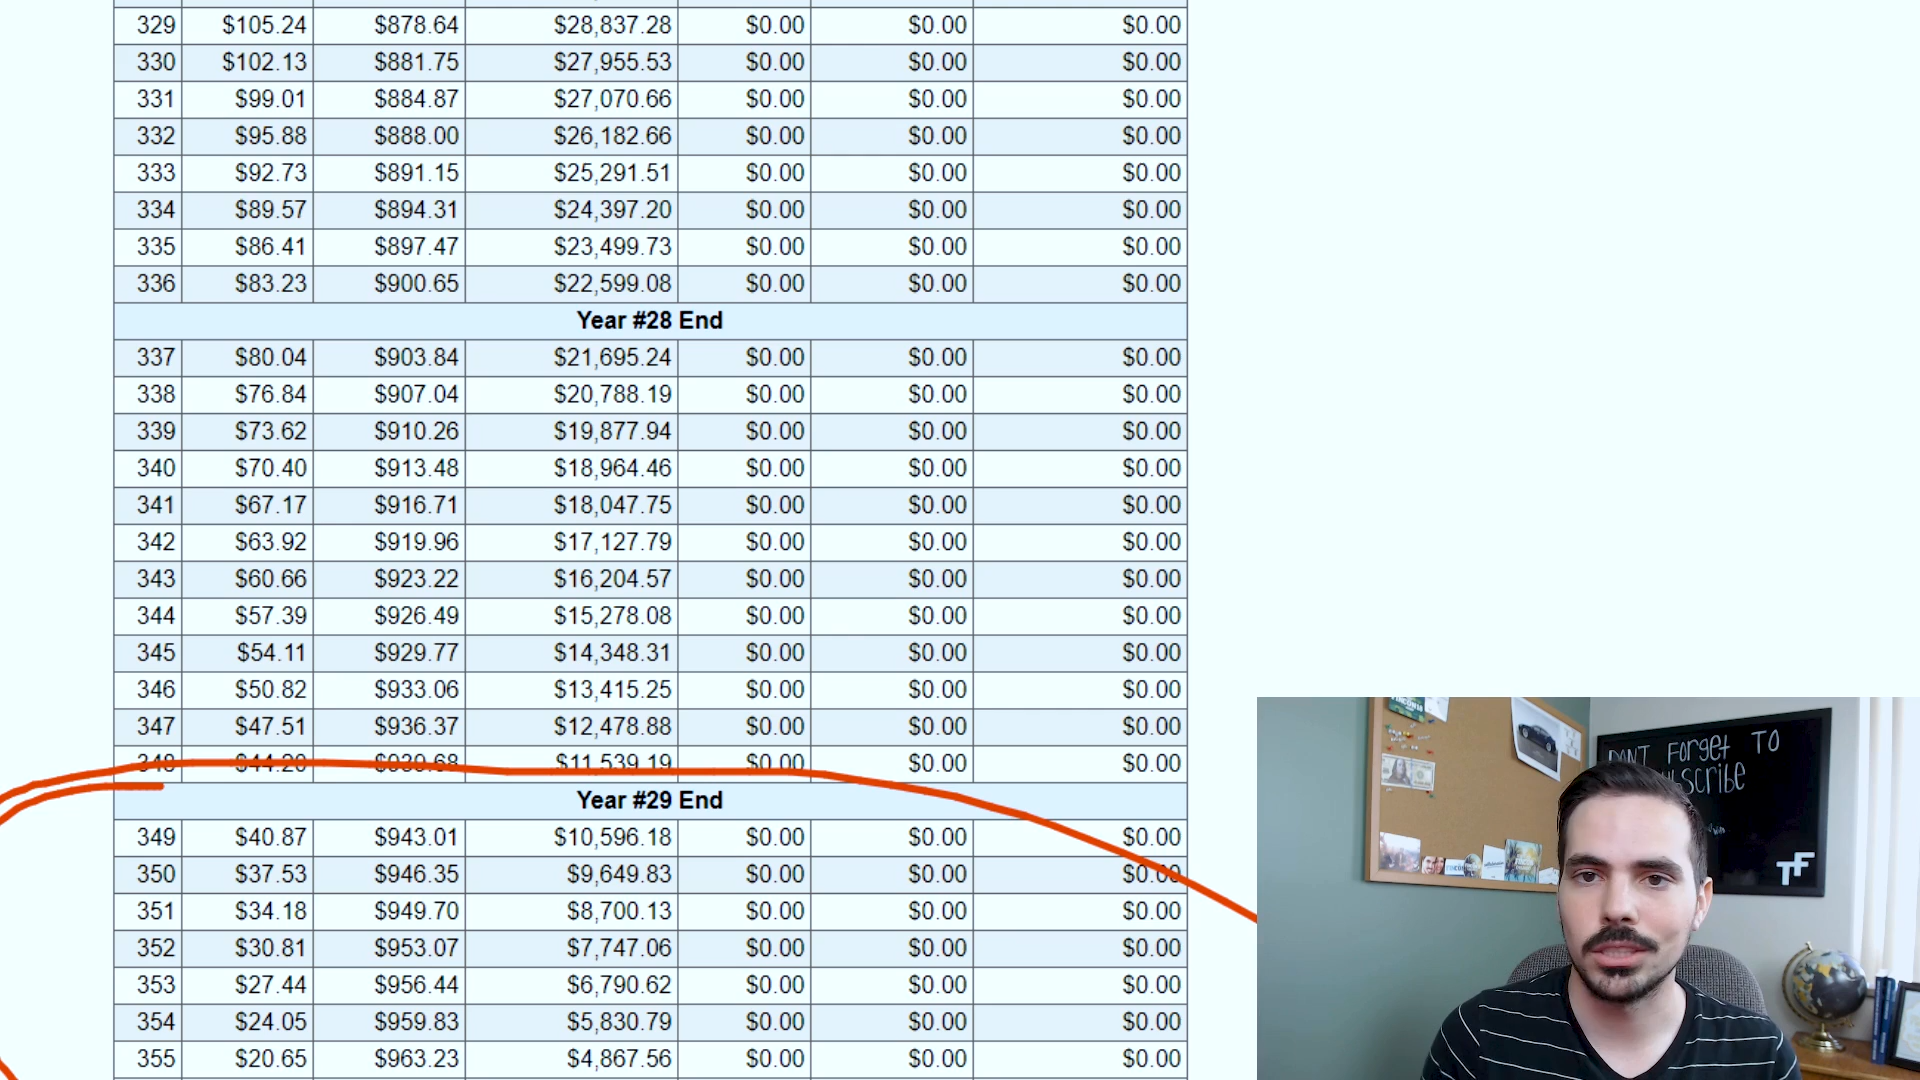 329 $105.24 $878.64 $28,837.28 $0.00 $0.00 $0.00
330 $102.13 $881.75 $27,955.53 $0.00 $0.00 $0.00
331 $99.01 $884.87 $27,070.66 $0.00 $0.00 $0.00
332 $95.88 $888.00 $26,182.66 $0.00 $0.00 $0.00
333 $92.73 $891.15 $25,291.51 $0.00 $0.00 $0.00
334 $89.57 $894.31 $24,397.20 $0.00 $0.00 $0.00
335 $86.41 $897.47 $23,499.73 $0.00 $0.00 $0.00
336 $83.23 $900.65 $22,599.08 $0.00 $0.00 $0.00
Year #28 End
337 $80.04 $903.84 $21,695.24 $0.00 $0.00 $0.00
338 $76.84 $907.04 $20,788.19 $0.00 $0.00 $0.00
339 $73.62 $910.26 $19,877.94 $0.00 $0.00 $0.00
340 $70.40 $913.48 $18,964.46 $0.00 $0.00 $0.00
341 $67.17 $916.71 $18,047.75 $0.00 $0.00 $0.00
342 $63.92 $919.96 $17,127.79 $0.00 $0.00 $0.00
343 $60.66 $923.22 $16,204.57 $0.00 $0.00 $0.00
344 $57.39 $926.49 $15,278.08 $0.00 $0.00 $0.00
345 $54.11 $929.77 $14,348.31 $0.00 $0.00 $0.00
346 $50.82 $933.06 $13,415.25 $0.00 $0.00 $0.00
347 $47.51 $936.37 $12,478.88 $0.00 $0.00 $0.00
348 $44.20 $939.68 $11,539.19 $0.00 $0.00 $0.00
Year #29 End
349 $40.87 $943.01 $10,596.18 $0.00 $0.00 $0.00
350 $37.53 $946.35 $9,649.83 $0.00 $0.00 $0.00
351 $34.18 $949.70 $8,700.13 $0.00 $0.00 $0.00
352 $30.81 $953.07 $7,747.06 $0.00 $0.00 $0.00
353 $27.44 $956.44 $6,790.62 $0.00 $0.00 $0.00
354 $24.05 $959.83 $5,830.79 $0.00 $0.00 $0.00
355 $20.65 $963.23 $4,867.56 $0.00 $0.00 $0.00
DON'T Forget TO
TF